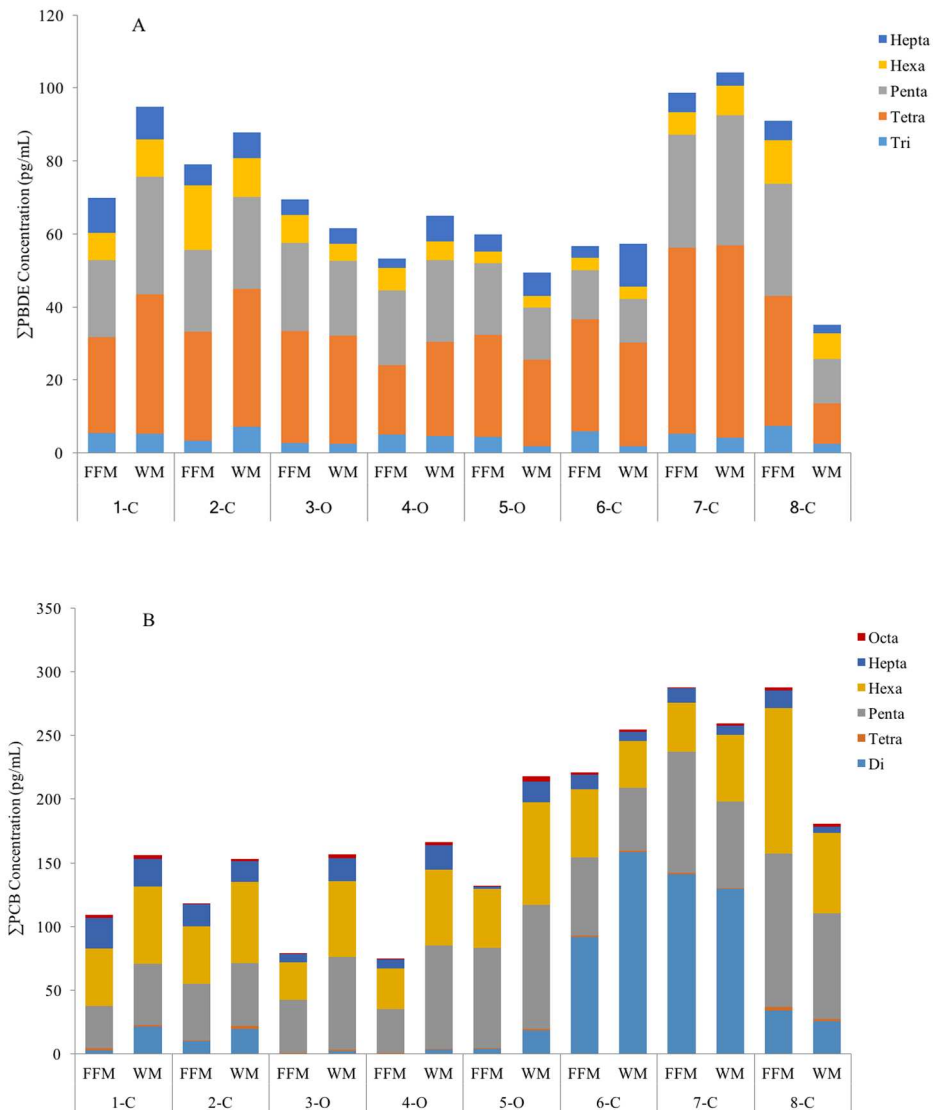 A
∑PBDE Concentration (pg/mL)
120
100
80
60
40
20
0
Hepta
Hexa
Penta
Tetra
Tri
FFM WM FFM WM FFM WM FFM WM FFM WM FFM WM FFM WM FFM WM
1-C 2-C 3-O 4-O 5-O 6-C 7-C 8-C
B
∑PCB Concentration (pg/mL)
350
300
250
200
150
100
50
0
Octa
Hepta
Hexa
Penta
Tetra
Di
FFM WM FFM WM FFM WM FFM WM FFM WM FFM WM FFM WM FFM WM
1-C 2-C 3-O 4-O 5-O 6-C 7-C 8-C